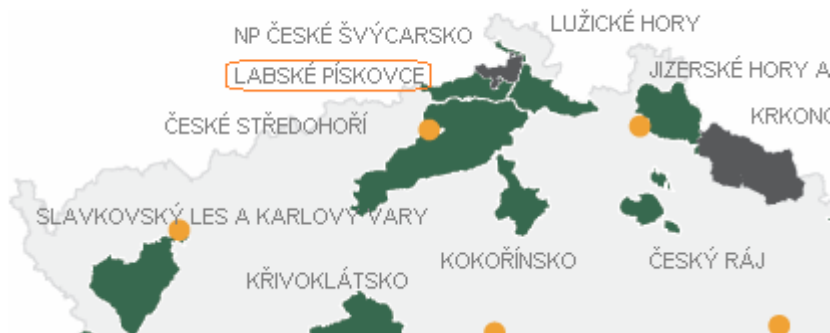 LUŽICKÉ HORY
NP ČESKÉ ŠVÝCARSKO
LABSKÉ PÍSKOVCE
JIZERSKÉ HORY A
KRKONO
ČESKÉ STŘEDOHOŘÍ
SLAVKOVSKÝ LES A KARLOVY VARY
KOKOŘÍNSKO
ČESKÝ RÁJ
KŘIVOKLÁTSKO